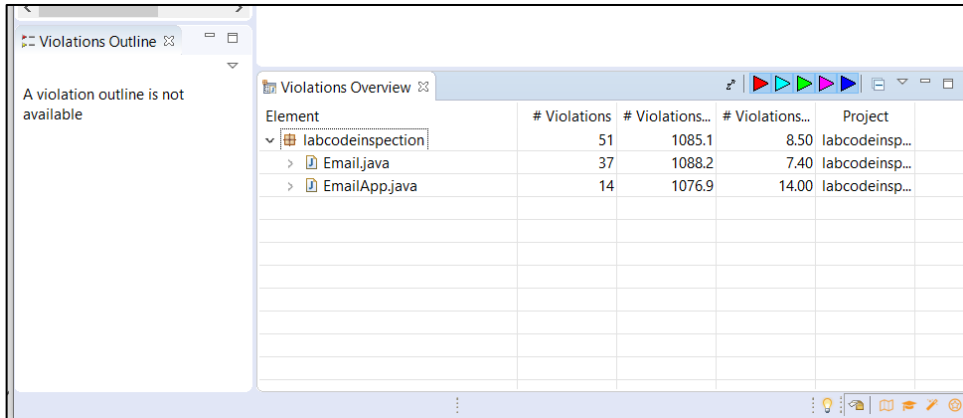 Violations Outline
A violation outline is not
available
Violations Overview
Element # Violations # Violations... # Violations... Project
labcodeinspection 51 1085.1 8.50 labcodeinsp...
Email.java 37 1088.2 7.40 labcodeinsp...
EmailApp.java 14 1076.9 14.00 labcodeinsp...